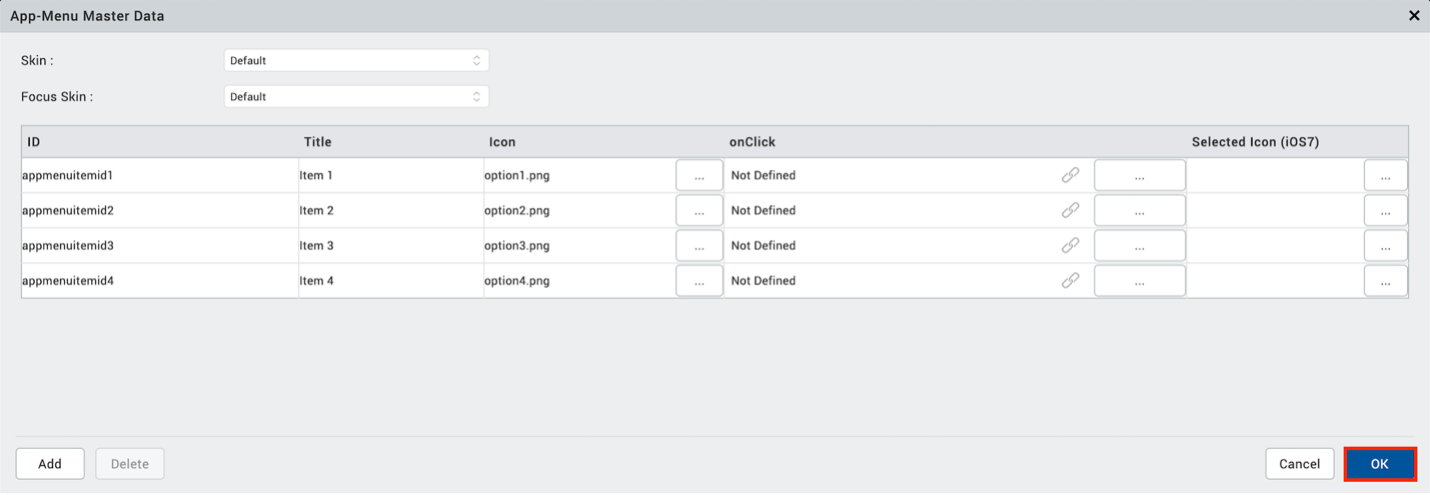 App-Menu Master Data
Skin : Default
Focus Skin : Default
ID Title Icon onClick Selected Icon (iOS7)
appmenuitemid1 Item 1 option1.png ... Not Defined ... ...
appmenuitemid2 Item 2 option2.png ... Not Defined ... ...
appmenuitemid3 Item 3 option3.png ... Not Defined ... ...
appmenuitemid4 Item 4 option4.png ... Not Defined ... ...
Add Delete Cancel OK